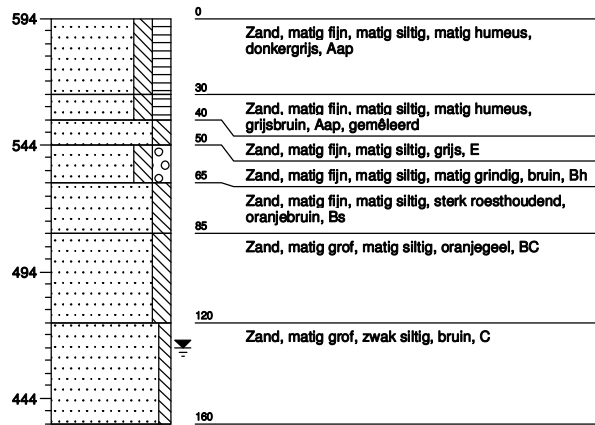 594
0
Zand, matig fijn, matig siltig, matig humeus,
donkergrijs, Aap
30
Zand, matig fijn, matig siltig, matig humeus,
grijsbruin, Aap, gemêleerd
40
544
50
Zand, matig fijn, matig siltig, grijs, E
65
Zand, matig fijn, matig siltig, matig grindig, bruin, Bh
Zand, matig fijn, matig siltig, sterk roesthoudend,
oranjebruin, Bs
85
Zand, matig grof, matig siltig, oranjegeel, BC
494
120
Zand, matig grof, zwak siltig, bruin, C
444
160